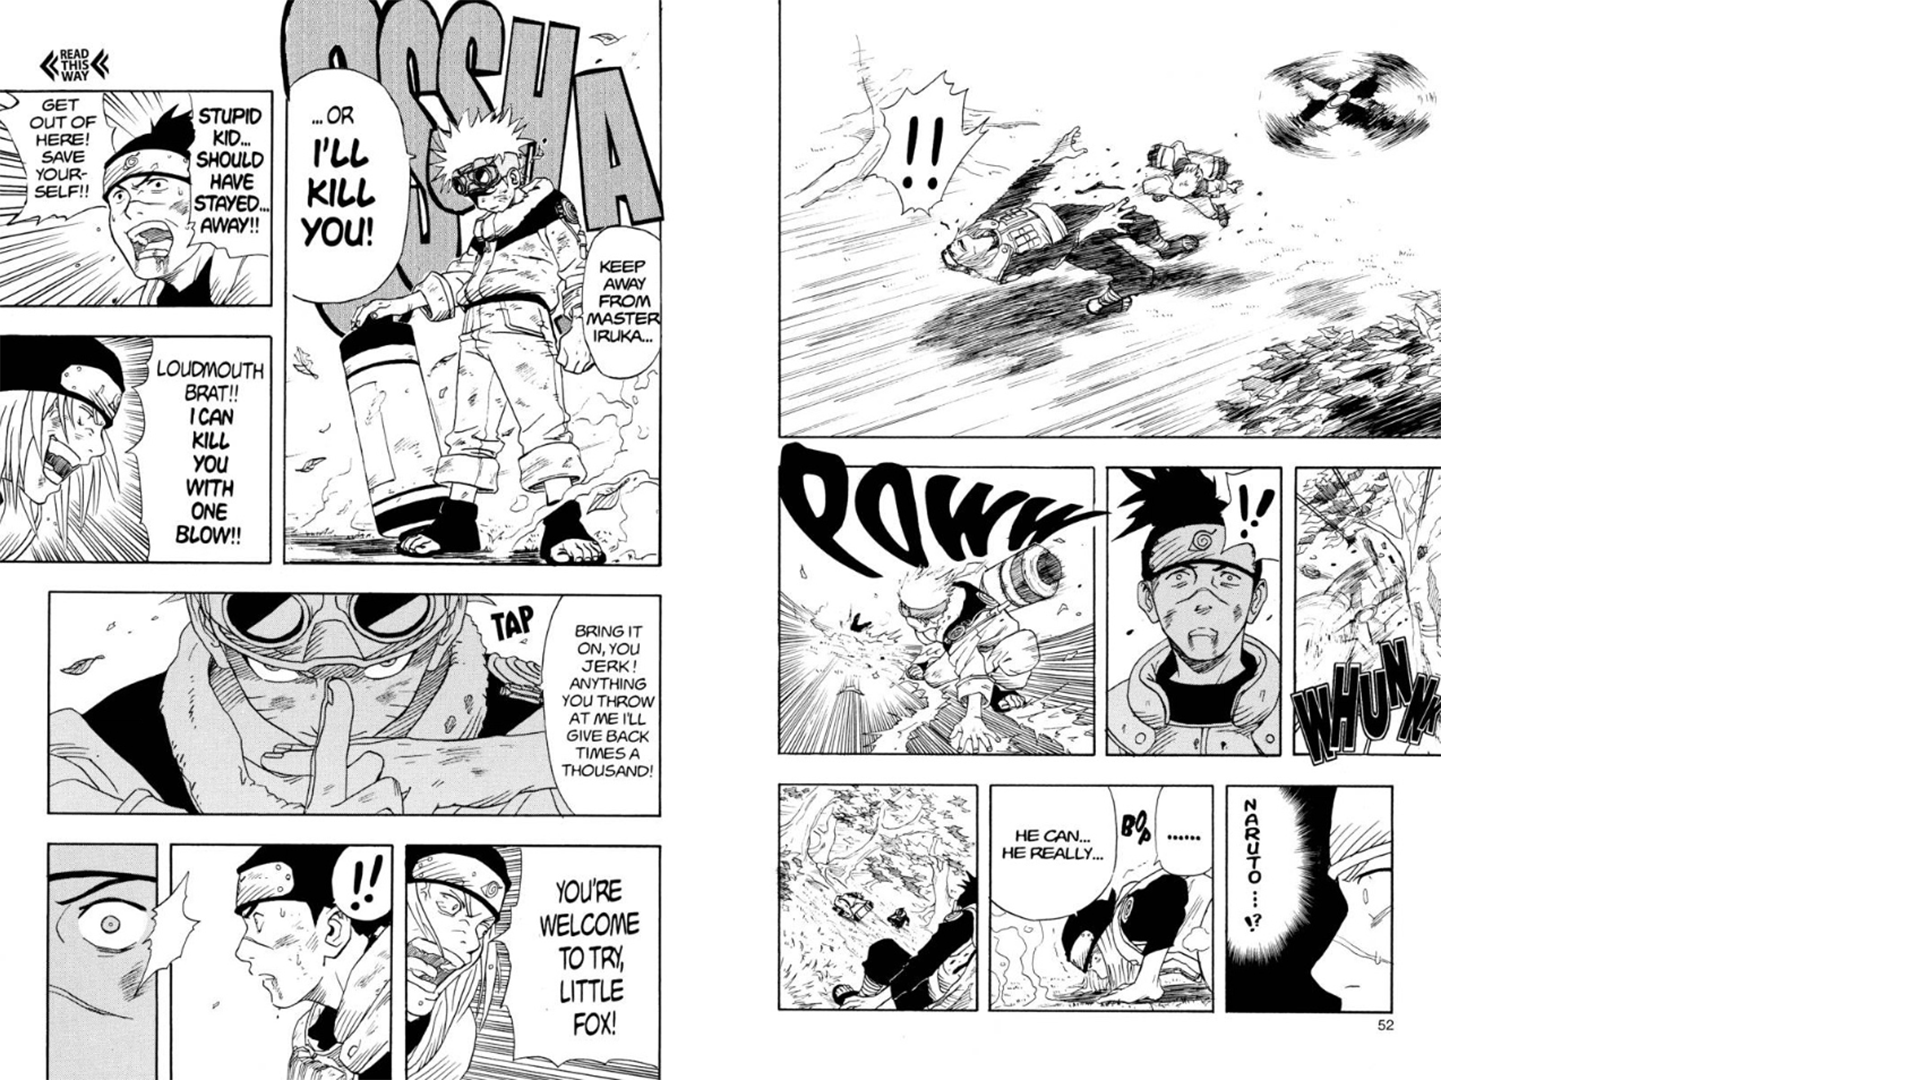 !!
WHUNNK
!!
POWW
NARUTO...!?
......
BOP
HE CAN...
HE REALLY...
52
READ
THIS
WAY
KEEP
AWAY
FROM
MASTER
IRUKA...
...OR
I'LL
KILL
YOU!
STUPID
KID...
SHOULD
HAVE
STAYED...
AWAY!!
GET
OUT OF
HERE!
SAVE
YOUR-
SELF!!
LOUDMOUTH
BRAT!!
I CAN
KILL
YOU
WITH
ONE
BLOW!!
BRING IT
ON, YOU
JERK!
ANYTHING
YOU THROW
AT ME I'LL
GIVE BACK
TIMES A
THOUSAND!
TAP
YOU'RE
WELCOME
TO TRY,
LITTLE
FOX!
!!